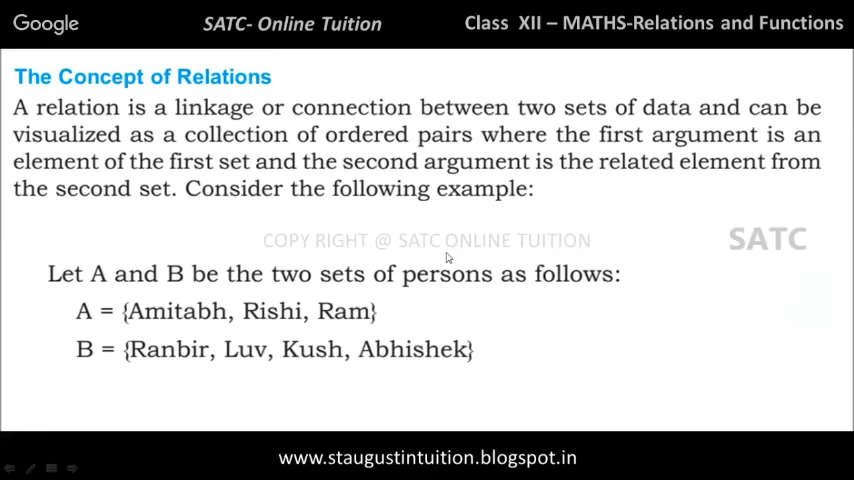 Google
SATC- Online Tuition
Class XII – MATHS-Relations and Functions
The Concept of Relations
A relation is a linkage or connection between two sets of data and can be
visualized as a collection of ordered pairs where the first argument is an
element of the first set and the second argument is the related element from
the second set. Consider the following example:
COPY RIGHT @ SATC ONLINE TUITION
SATC
Let A and B be the two sets of persons as follows:
A = {Amitabh, Rishi, Ram}
B = {Ranbir, Luv, Kush, Abhishek}
www.staugustintuition.blogspot.in